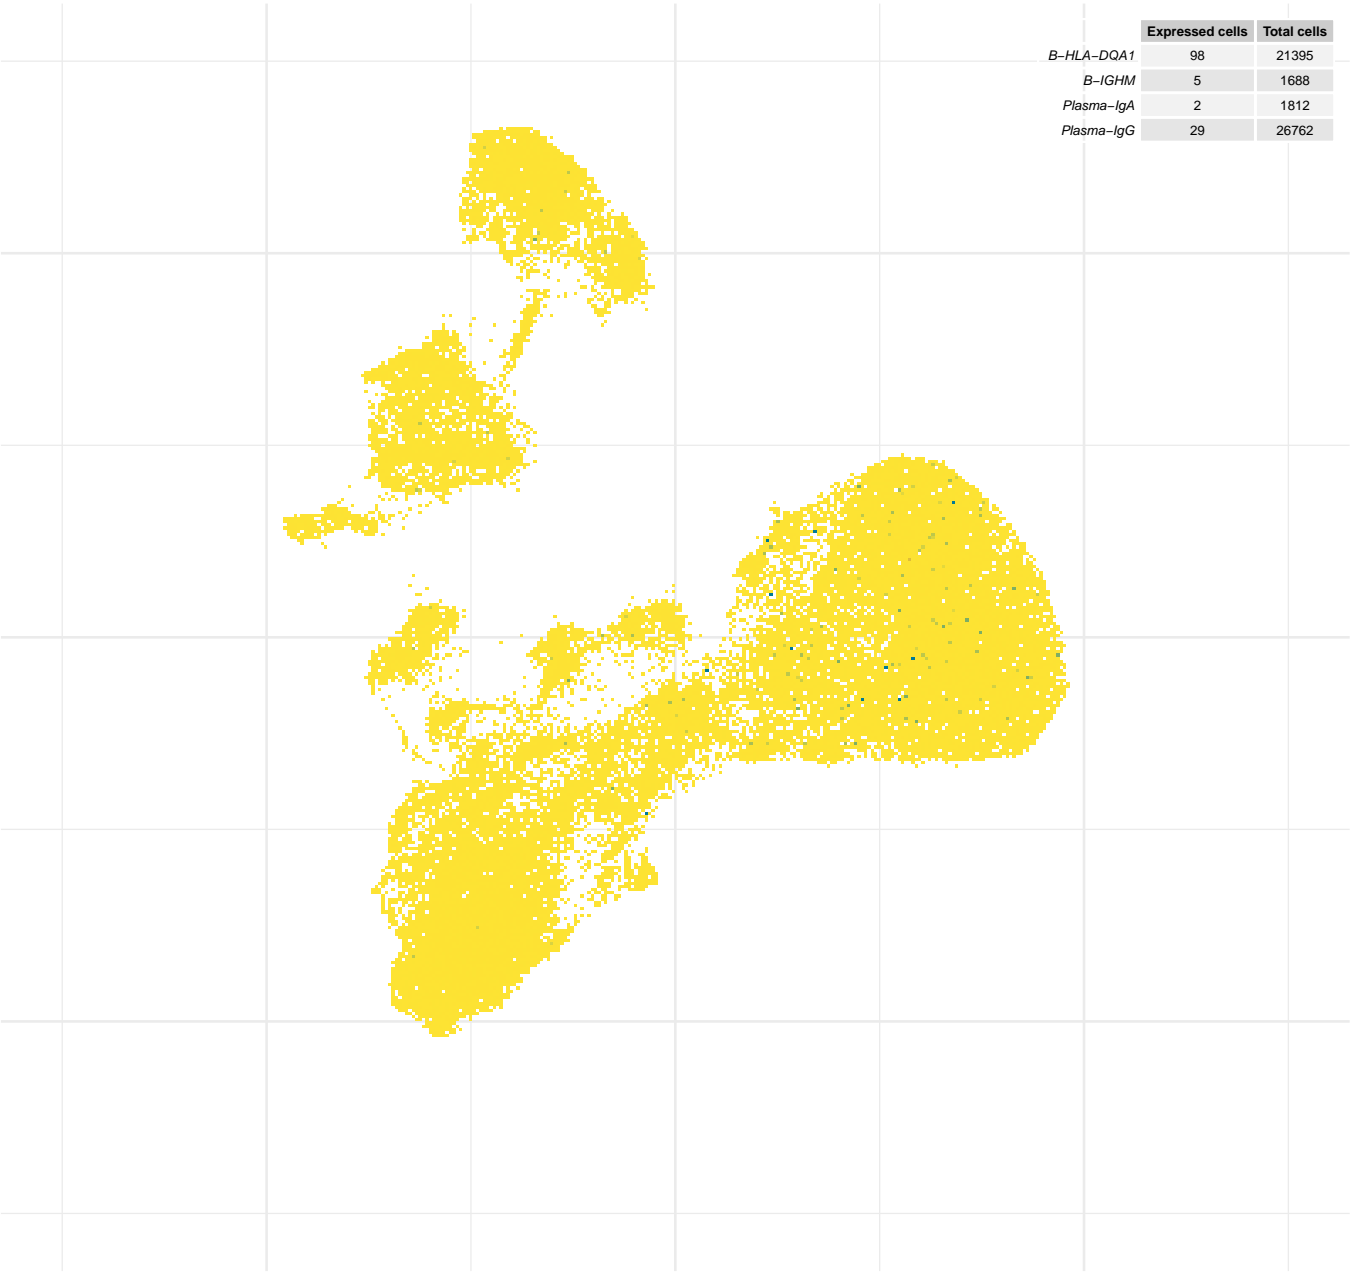 Expressed cells Total cells
B−HLA−DQA1 98 21395
B−IGHM 5 1688
Plasma−IgA 2 1812
Plasma−IgG 29 26762